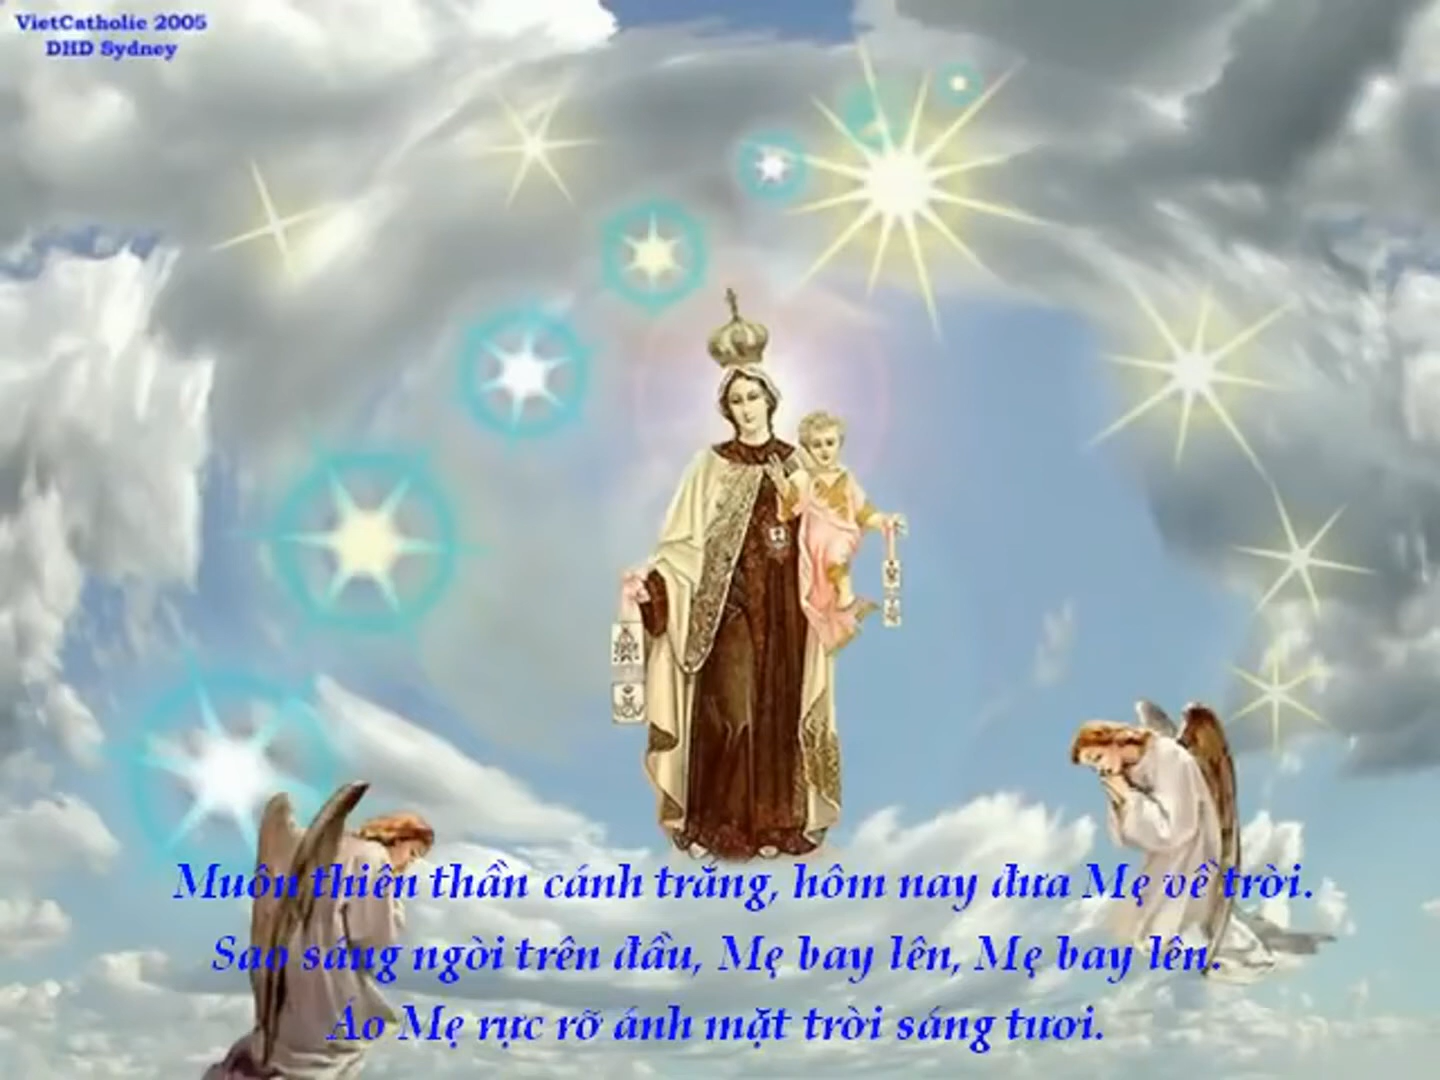 VietCatholic 2005
DHD Sydney
Muôn thiên thần cánh trắng, hôm nay đưa Mẹ về trời.
Sao sáng ngòi trên đầu, Mẹ bay lên, Mẹ bay lên.
Áo Mẹ rực rỡ ánh mặt trời sáng tươi.